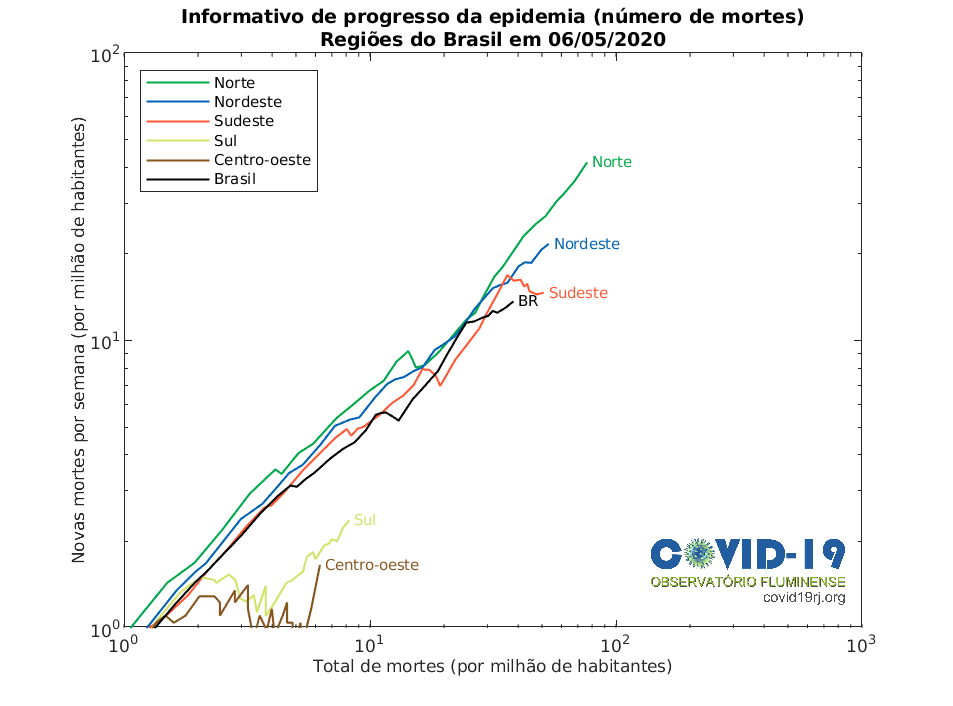 Informativo de progresso da epidemia (número de mortes)
Regiões do Brasil em 06/05/2020
Novas mortes por semana (por milhão de habitantes)
10²
10¹
10⁰
Norte
Nordeste
Sudeste
Sul
Centro-oeste
Brasil
Norte
Nordeste
Sudeste
BR
Sul
Centro-oeste
COVID-19
OBSERVATÓRIO FLUMINENSE
covid19rj.org
10⁰ 10¹ 10² 10³
Total de mortes (por milhão de habitantes)